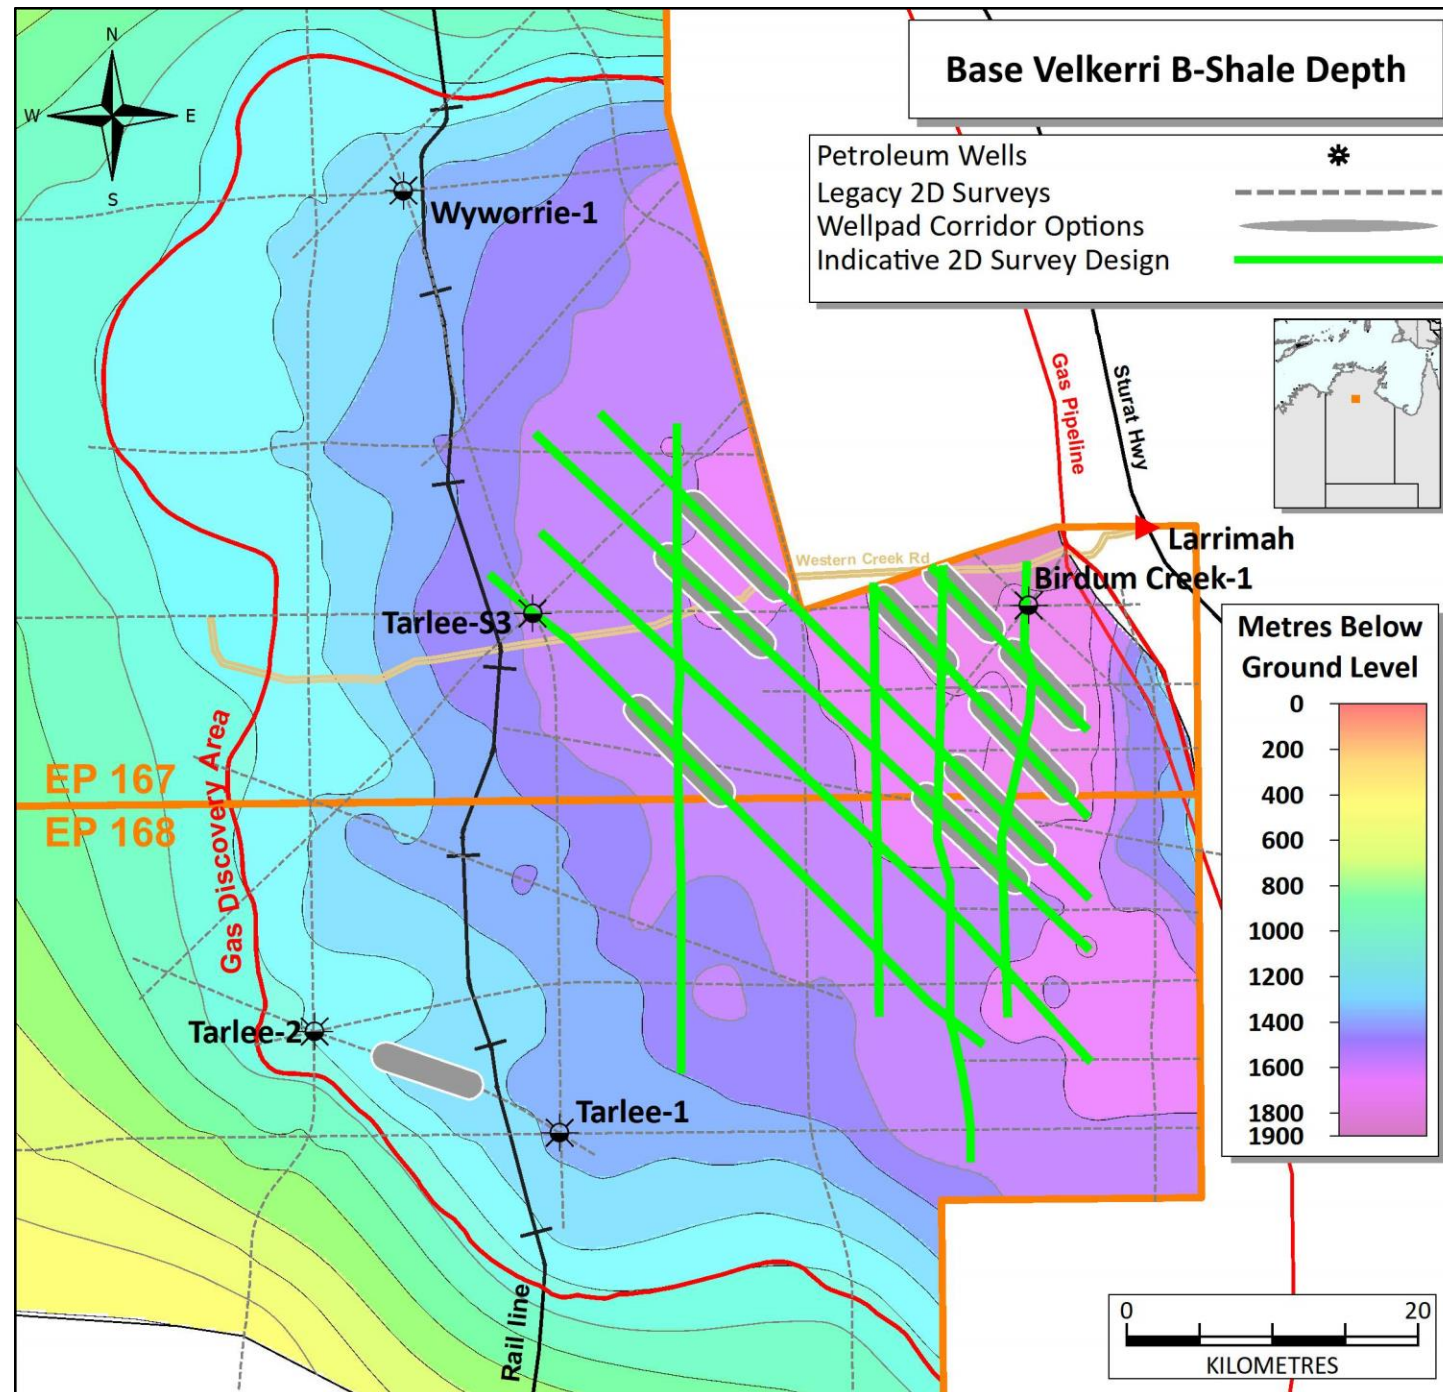 Base Velkerri B-Shale Depth
N
W
E
S
Petroleum Wells
Legacy 2D Surveys
Wellpad Corridor Options
Indicative 2D Survey Design
Wyworrie-1
Gas Pipeline
Sturat Hwy
Larrimah
Western Creek Rd
Birdum Creek-1
Tarlee-S3
Metres Below
Ground Level
0
200
400
600
800
1000
1200
1400
1600
1800
1900
EP 167
EP 168
Gas Discovery Area
Tarlee-2
Tarlee-1
Rail line
0
20
KILOMETRES